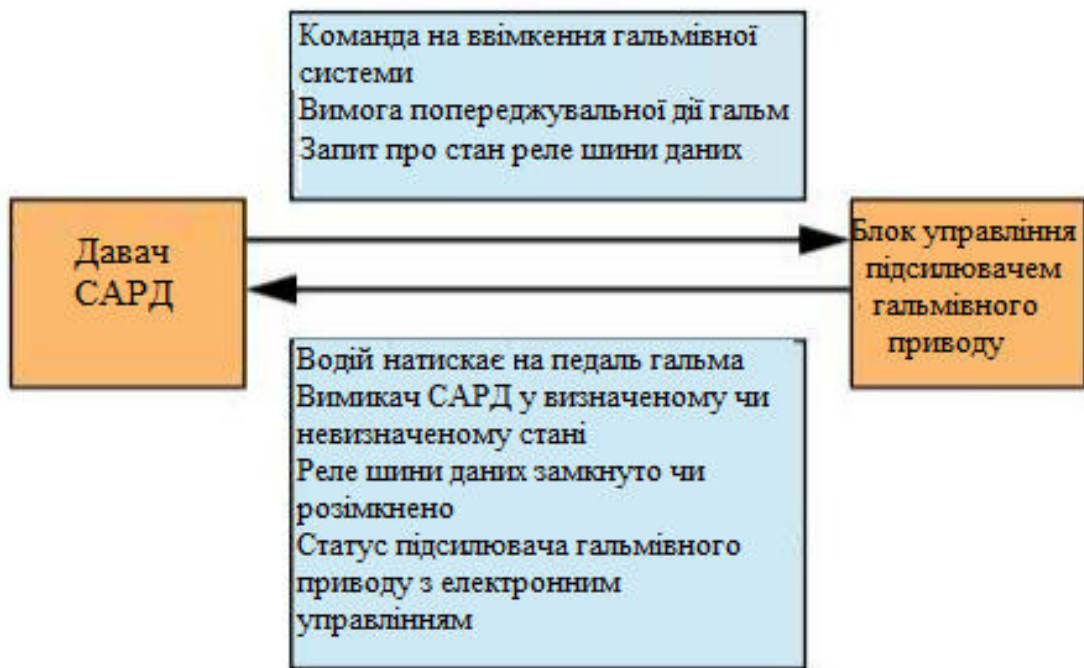 Команда на ввімкення гальмівної
системи
Вимога попереджувальної дії гальм
Запит про стан реле шини даних
Давач
САРД
Блок управління
підсилювачем
гальмівного
приводу
Водій натискає на педаль гальма
Вимикач САРД у визначеному чи
невизначеному стані
Реле шини даних замкнуто чи
розімкнено
Статус підсилювача гальмівного
приводу з електронним
управлінням